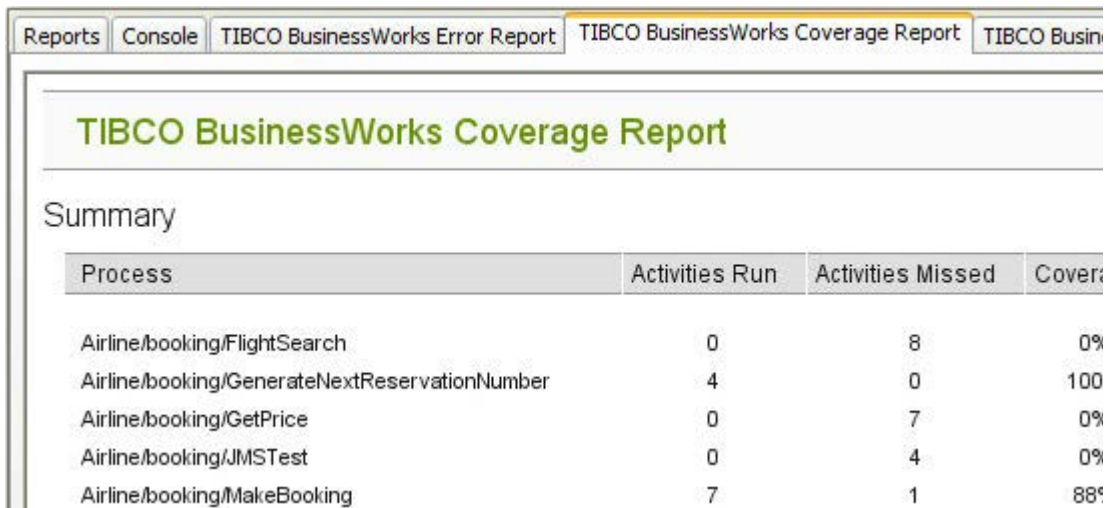 Reports Console TIBCO BusinessWorks Error Report TIBCO BusinessWorks Coverage Report TIBCO
TIBCO BusinessWorks Coverage Report
Summary
Process Activities Run Activities Missed
Airline/booking/FlightSearch 0 8 0%
Airline/booking/GenerateNextReservationNumber 4 0 100
Airline/booking/GetPrice 0 7 0%
Airline/booking/JMSTest 0 4 0%
Airline/booking/MakeBooking 7 1 88%